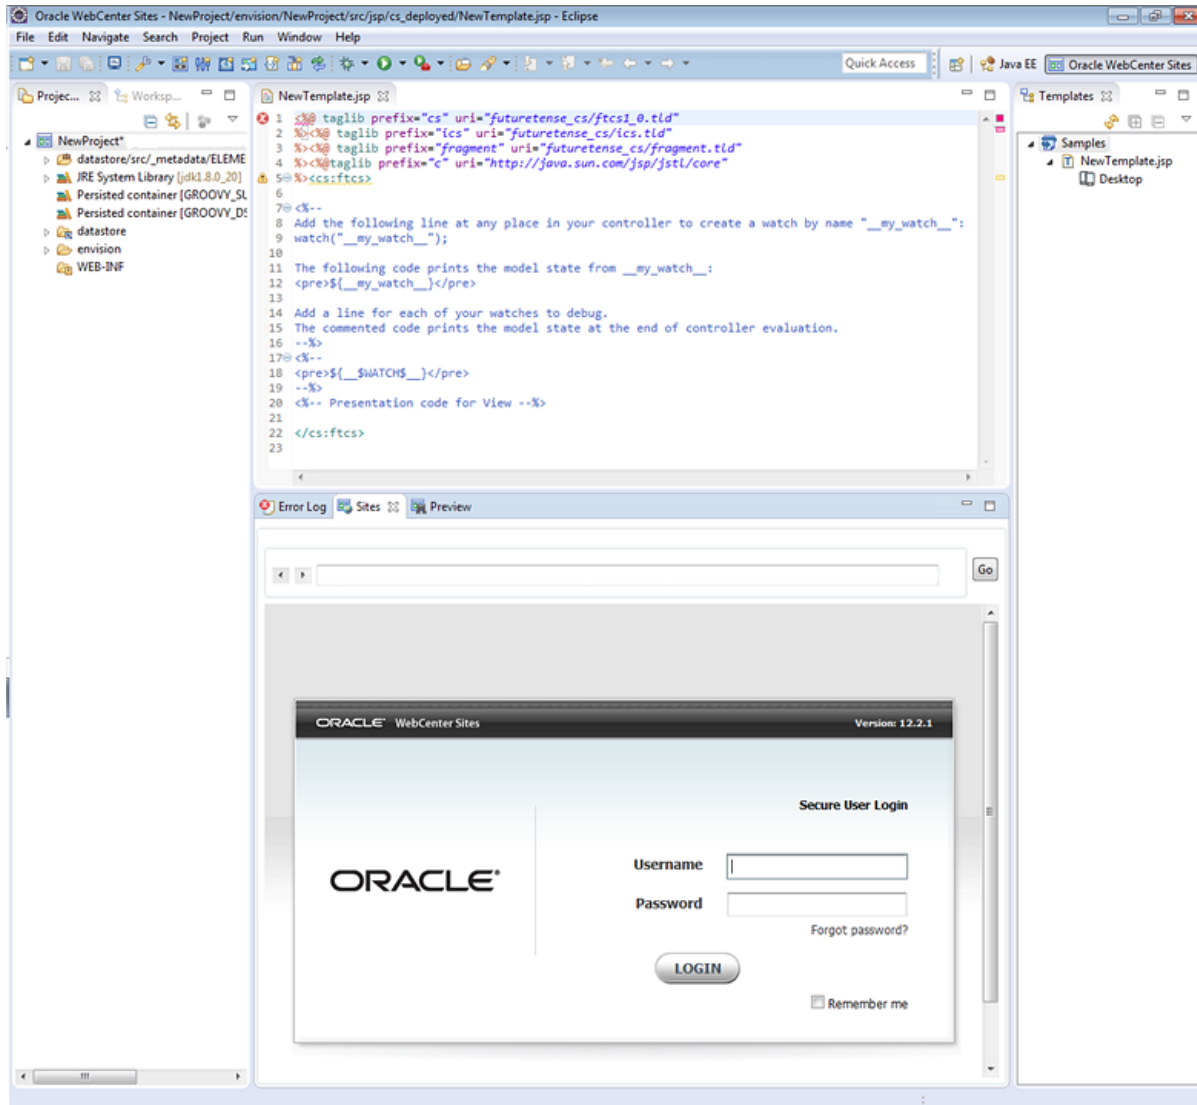 Oracle WebCenter Sites - NewProject/envision/NewProject/src/jsp/cs_deployed/NewTemplate.jsp - Eclipse
File Edit Navigate Search Project Run Window Help
Quick Access
Java EE
Oracle WebCenter Sites
Projec...
Worksp...
NewProject*
datastore/src/_metadata/ELEME
JRE System Library [jdk1.8.0_20]
Persisted container [GROOVY_SU
Persisted container [GROOVY_DS
datastore
envision
WEB-INF
NewTemplate.jsp
1 <%@ taglib prefix="cs" uri="futuretense_cs/ftcs1_0.tld"
2 %><%@ taglib prefix="ics" uri="futuretense_cs/ics.tld"
3 %><%@ taglib prefix="fragment" uri="futuretense_cs/fragment.tld"
4 %><%@taglib prefix="c" uri="http://java.sun.com/jsp/jstl/core"
5 %><cs:ftcs>
6
7 <%--
8 Add the following line at any place in your controller to create a watch by name "__my_watch__":
9 watch("__my_watch__");
10
11 The following code prints the model state from __my_watch__:
12 <pre>${__my_watch__}</pre>
13
14 Add a line for each of your watches to debug.
15 The commented code prints the model state at the end of controller evaluation.
16 --%>
17 <%--
18 <pre>${__$WATCH$__}</pre>
19 --%>
20 <%-- Presentation code for View --%>
21
22 </cs:ftcs>
23
Templates
Samples
NewTemplate.jsp
Desktop
Error Log
Sites
Preview
Go
ORACLE WebCenter Sites
Version: 12.2.1
Secure User Login
ORACLE
Username
Password
Forgot password?
LOGIN
Remember me